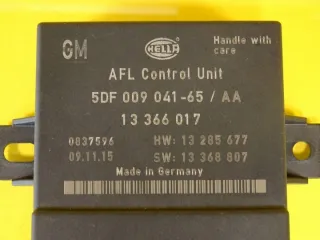 GM HELLA Handle with
care
AFL Control Unit
5DF 009 041-65 / AA
13 366 017
0837596 HW: 13 285 677
09.11.15 SW: 13 368 807
Made in Germany